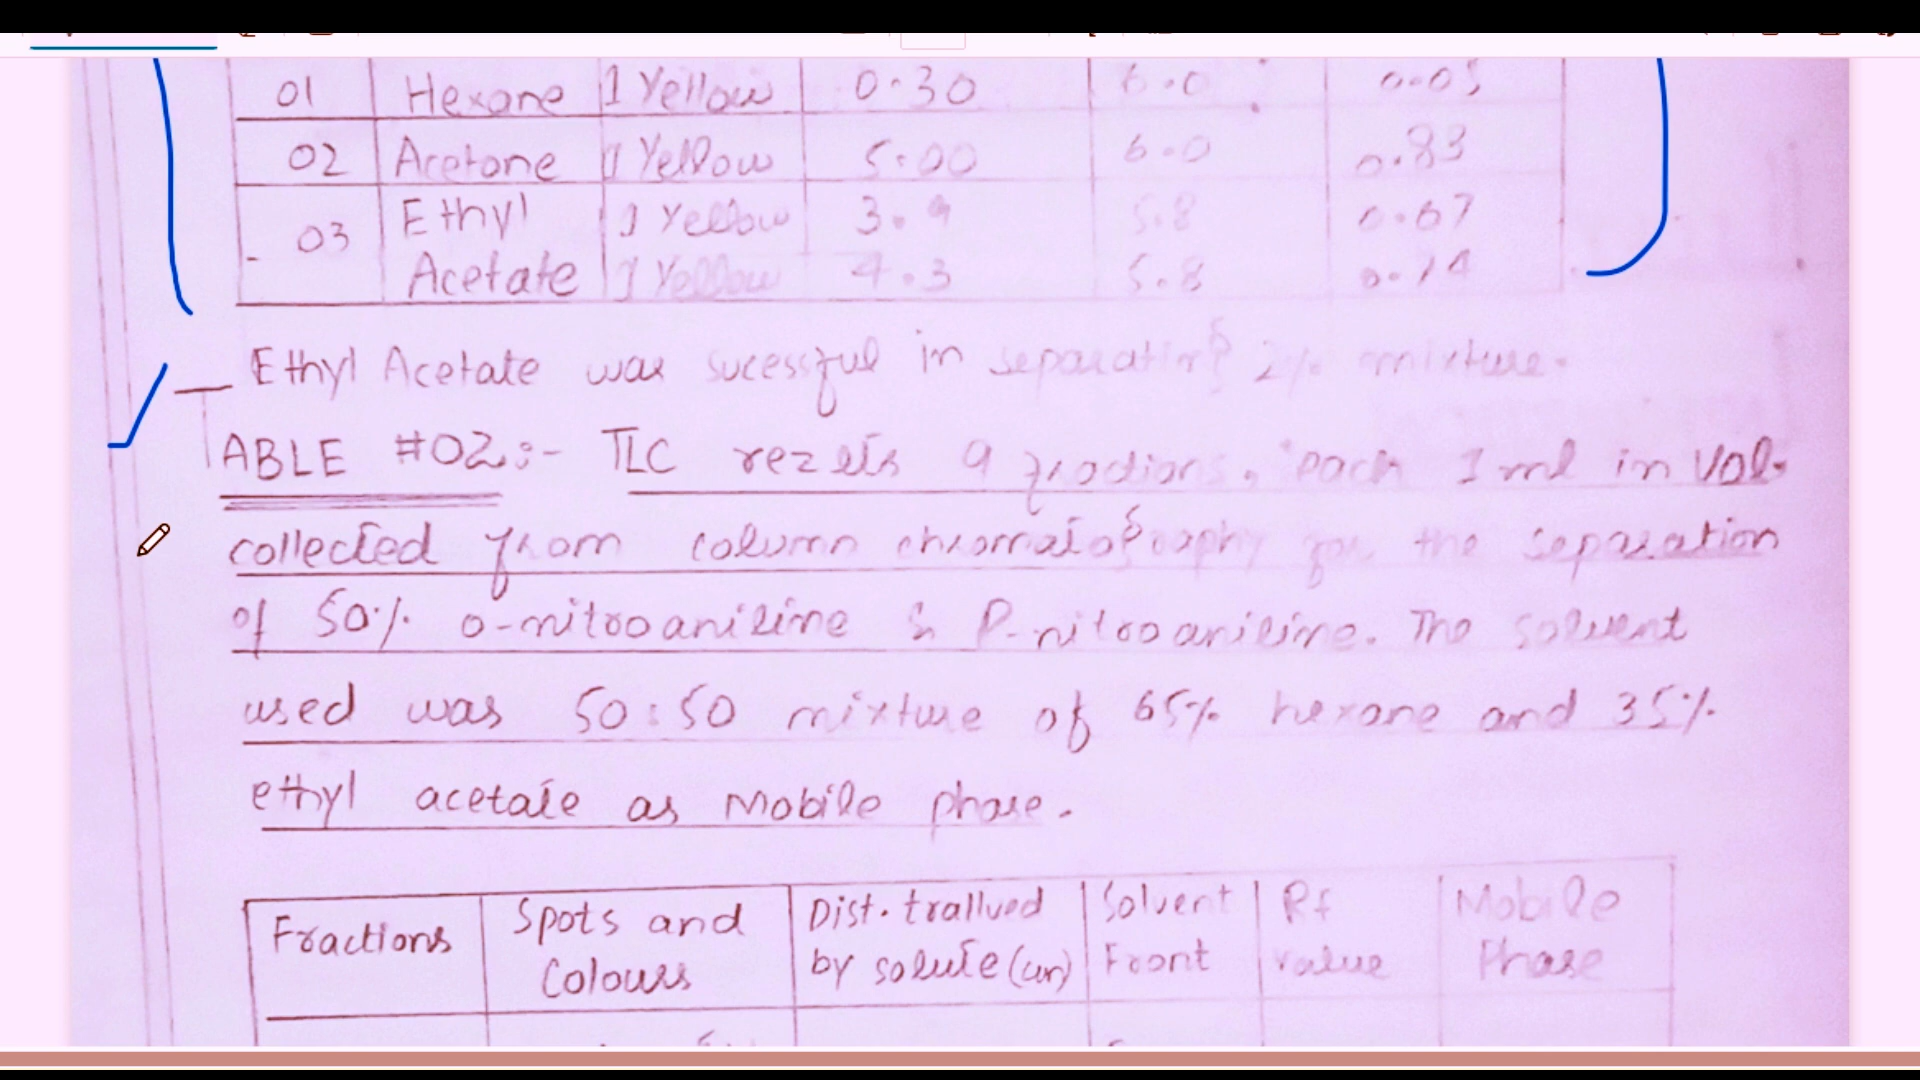 01 Hexane 1 Yellow 0.30 6.0 0.05
02 Acetone 1 Yellow 5.00 6.0 0.83
03 Ethyl 1 Yellow 3.9 5.8 0.67
Acetate 1 Yellow 4.3 5.8 0.74
Ethyl Acetate was sucessful in separating 2% mixture.
TABLE #02:- TLC rezelts 9 fractions, each 1 ml in vol.
collected from column chromatography for the separation
of 50% o-nitroaniline & P-nitroaniline. The solvent
used was 50:50 mixture of 65% hexane and 35%
ethyl acetate as Mobile phase.
Fractions Spots and Colours Dist. trallved by solute (cm) Solvent Front Rf value Mobile Phase